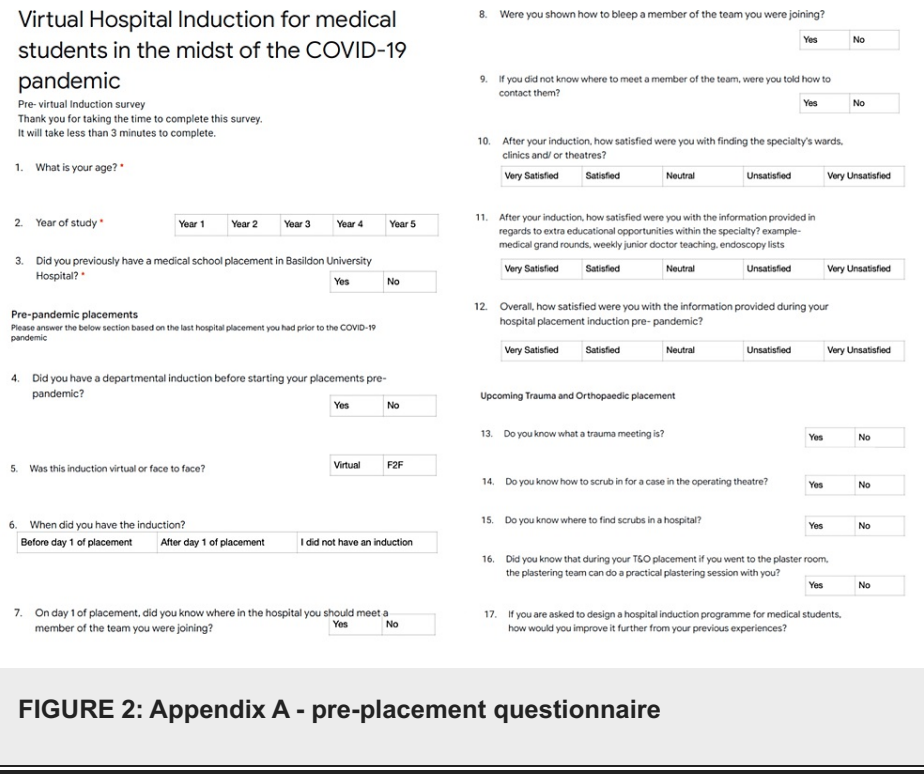 Virtual Hospital Induction for medical
students in the midst of the COVID-19
pandemic
Pre- virtual Induction survey
Thank you for taking the time to complete this survey.
It will take less than 3 minutes to complete.
1. What is your age? *
2. Year of study * Year 1 Year 2 Year 3 Year 4 Year 5
3. Did you previously have a medical school placement in Basildon University
Hospital? *
Yes No
Pre-pandemic placements
Please answer the below section based on the last hospital placement you had prior to the COVID-19
pandemic
4. Did you have a departmental induction before starting your placements pre-
pandemic?
Yes No
5. Was this induction virtual or face to face? Virtual F2F
6. When did you have the induction?
Before day 1 of placement After day 1 of placement I did not have an induction
7. On day 1 of placement, did you know where in the hospital you should meet a
member of the team you were joining? Yes No
8. Were you shown how to bleep a member of the team you were joining?
Yes No
9. If you did not know where to meet a member of the team, were you told how to
contact them?
Yes No
10. After your induction, how satisfied were you with finding the specialty's wards,
clinics and/ or theatres?
Very Satisfied Satisfied Neutral Unsatisfied Very Unsatisfied
11. After your induction, how satisfied were you with the information provided in
regards to extra educational opportunities within the specialty? example-
medical grand rounds, weekly junior doctor teaching, endoscopy lists
Very Satisfied Satisfied Neutral Unsatisfied Very Unsatisfied
12. Overall, how satisfied were you with the information provided during your
hospital placement induction pre- pandemic?
Very Satisfied Satisfied Neutral Unsatisfied Very Unsatisfied
Upcoming Trauma and Orthopaedic placement
13. Do you know what a trauma meeting is? Yes No
14. Do you know how to scrub in for a case in the operating theatre? Yes No
15. Do you know where to find scrubs in a hospital? Yes No
16. Did you know that during your T&O placement if you went to the plaster room,
the plastering team can do a practical plastering session with you?
Yes No
17. If you are asked to design a hospital induction programme for medical students,
how would you improve it further from your previous experiences?
FIGURE 2: Appendix A - pre-placement questionnaire